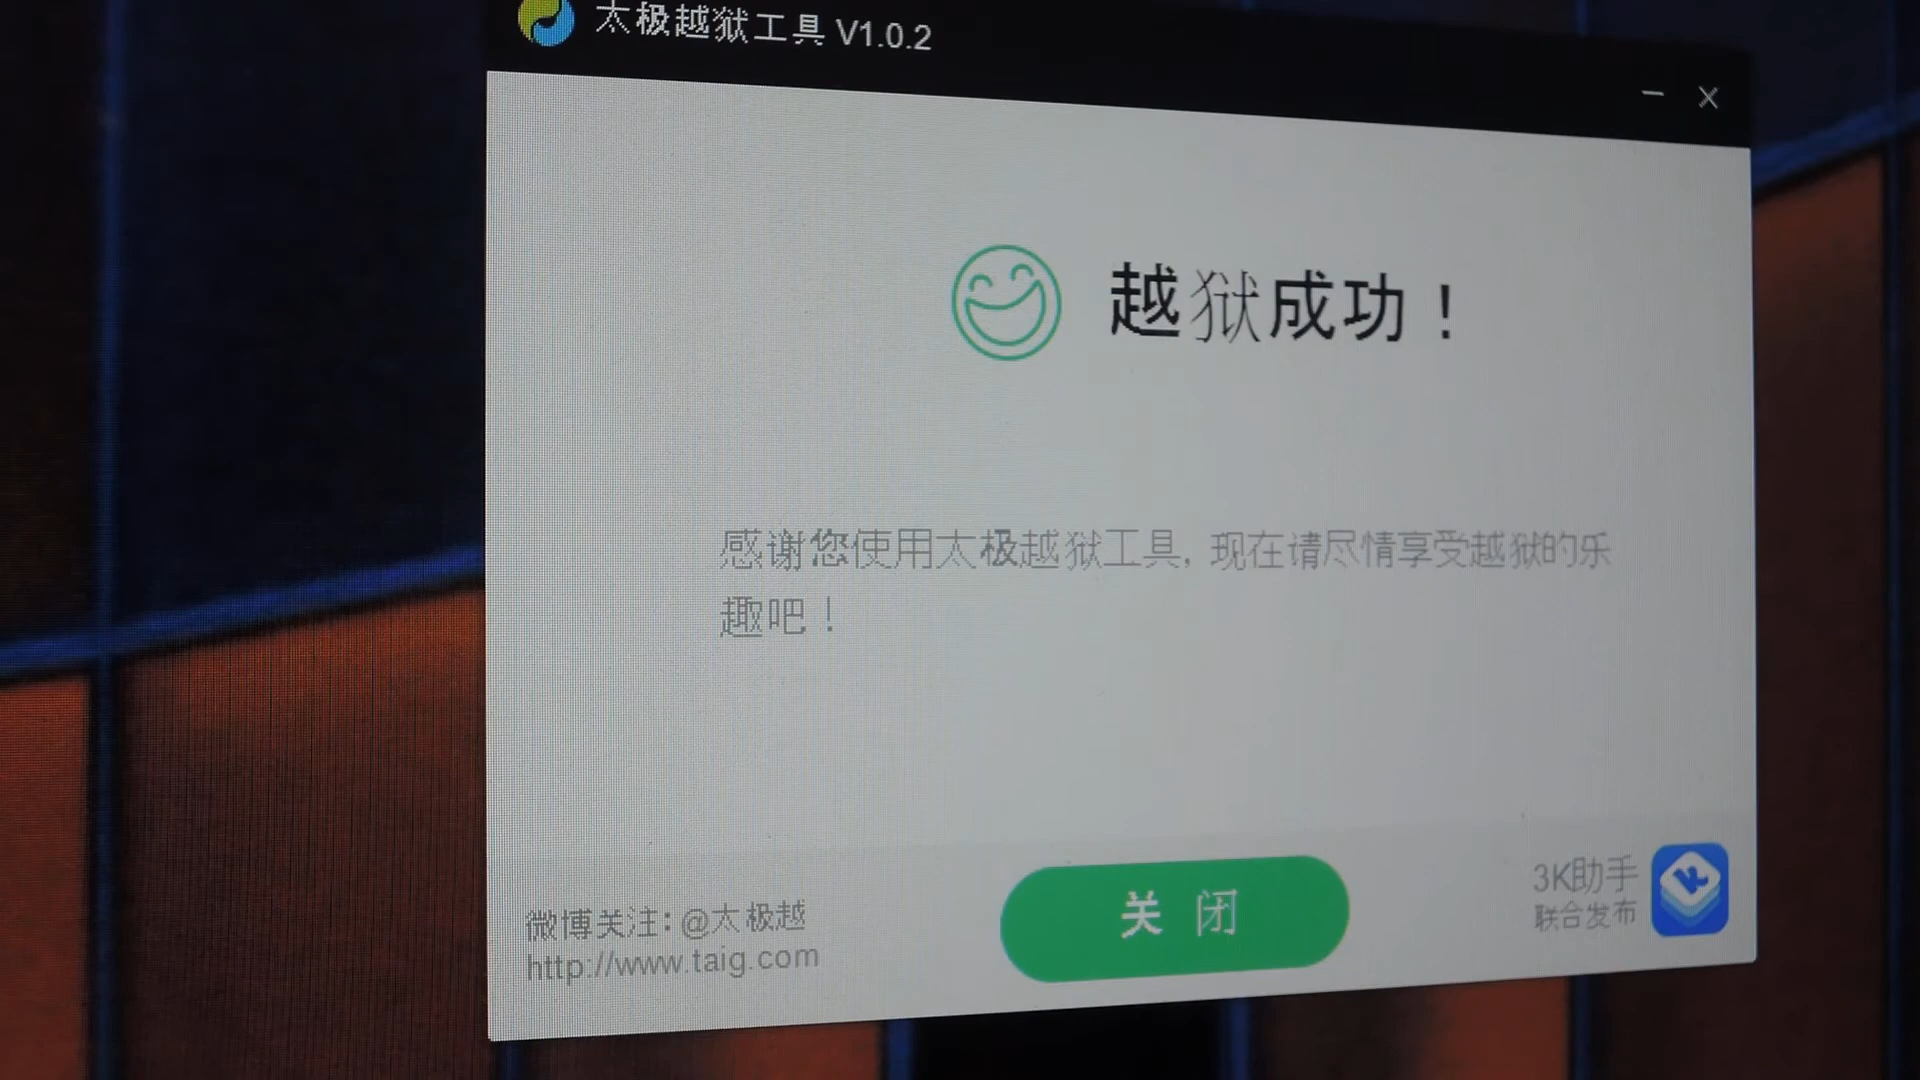 太极越狱工具 V1.0.2
越狱成功！
感谢您使用太极越狱工具, 现在请尽情享受越狱的乐
趣吧！
微博关注: @太极越
http://www.taig.com
关 闭
3K助手
联合发布